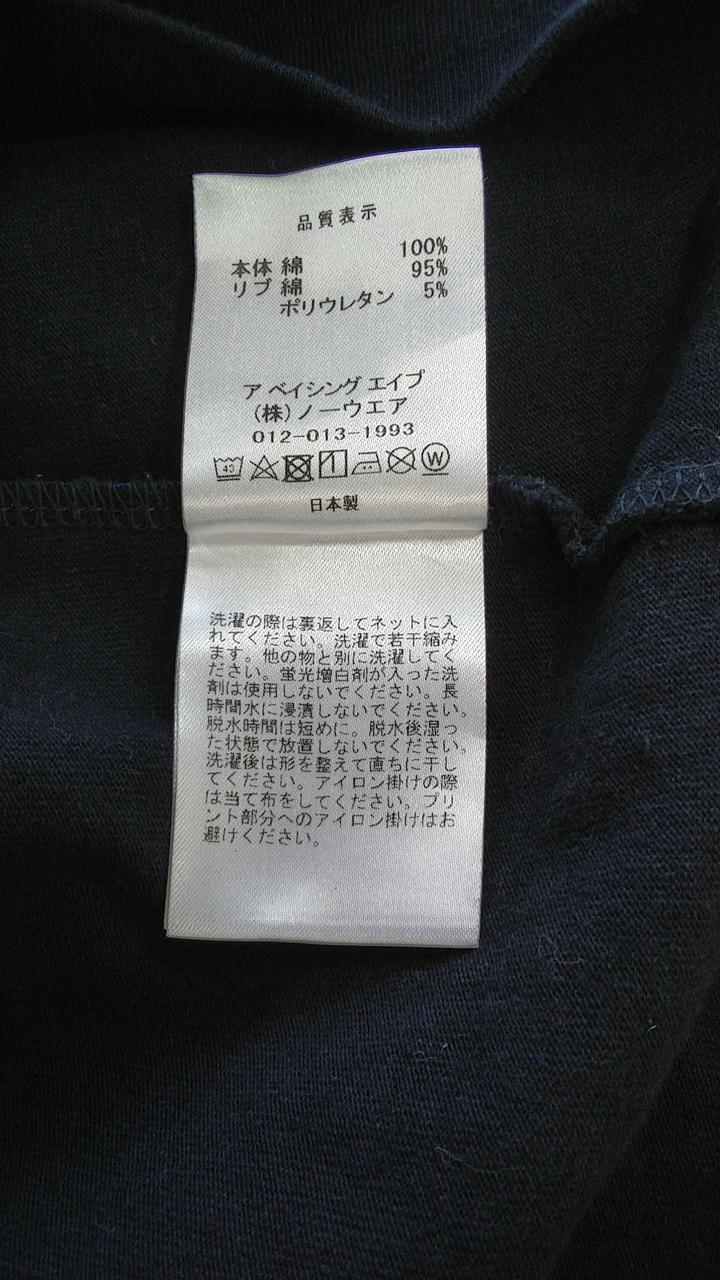 品質表示
本体 綿 100%
リブ 綿 95%
ポリウレタン 5%
ア ベイシング エイプ
(株)ノーウエア
012-013-1993
43 W
日本製
洗濯の際は裏返してネットに入
れてください。洗濯で若干縮み
ます。他の物と別に洗濯してく
ださい。蛍光増白剤が入った洗
剤は使用しないでください。長
時間水に浸漬しないでください。
脱水時間は短めに。脱水後湿っ
た状態で放置しないでください。
洗濯後は形を整えて直ちに干し
てください。アイロン掛けの際
は当て布をしてください。プリ
ント部分へのアイロン掛けはお
避けください。